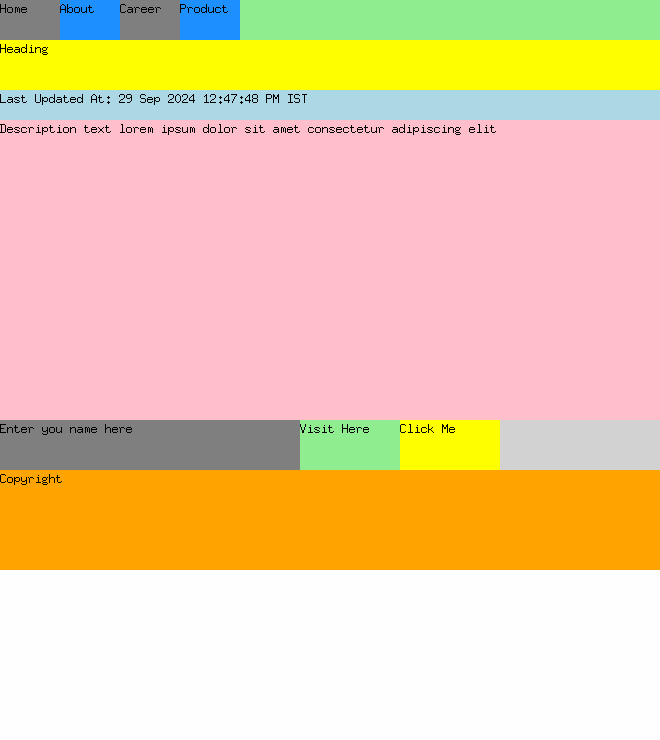 Home About Career Product
Heading
Last Updated At: 29 Sep 2024 12:47:48 PM IST
Description text lorem ipsum dolor sit amet consectetur adipiscing elit
Enter you name here Visit Here Click Me
Copyright